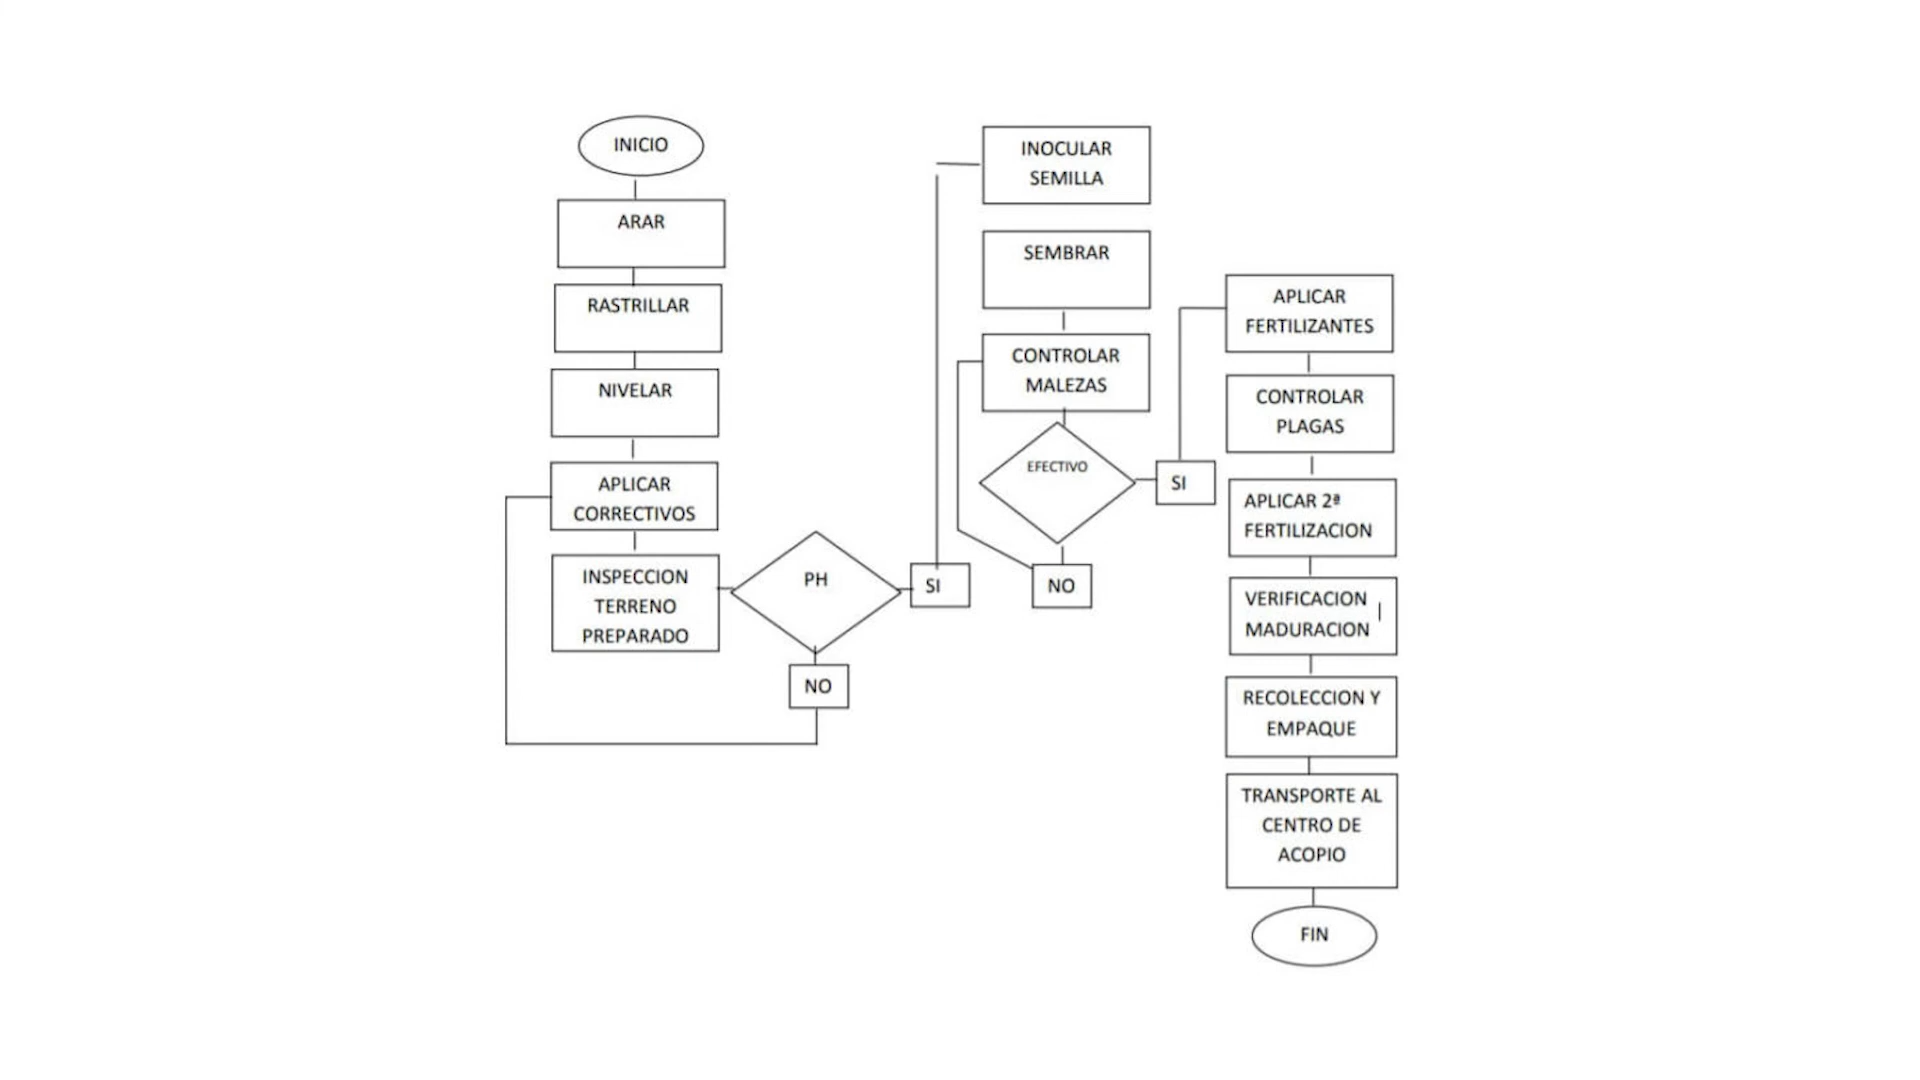 INICIO
ARAR
RASTRILLAR
NIVELAR
APLICAR
CORRECTIVOS
INSPECCION
TERRENO
PREPARADO
PH
SI
NO
INOCULAR
SEMILLA
SEMBRAR
CONTROLAR
MALEZAS
EFECTIVO
SI
NO
APLICAR
FERTILIZANTES
CONTROLAR
PLAGAS
APLICAR 2ª
FERTILIZACION
VERIFICACION
MADURACION
RECOLECCION Y
EMPAQUE
TRANSPORTE AL
CENTRO DE
ACOPIO
FIN